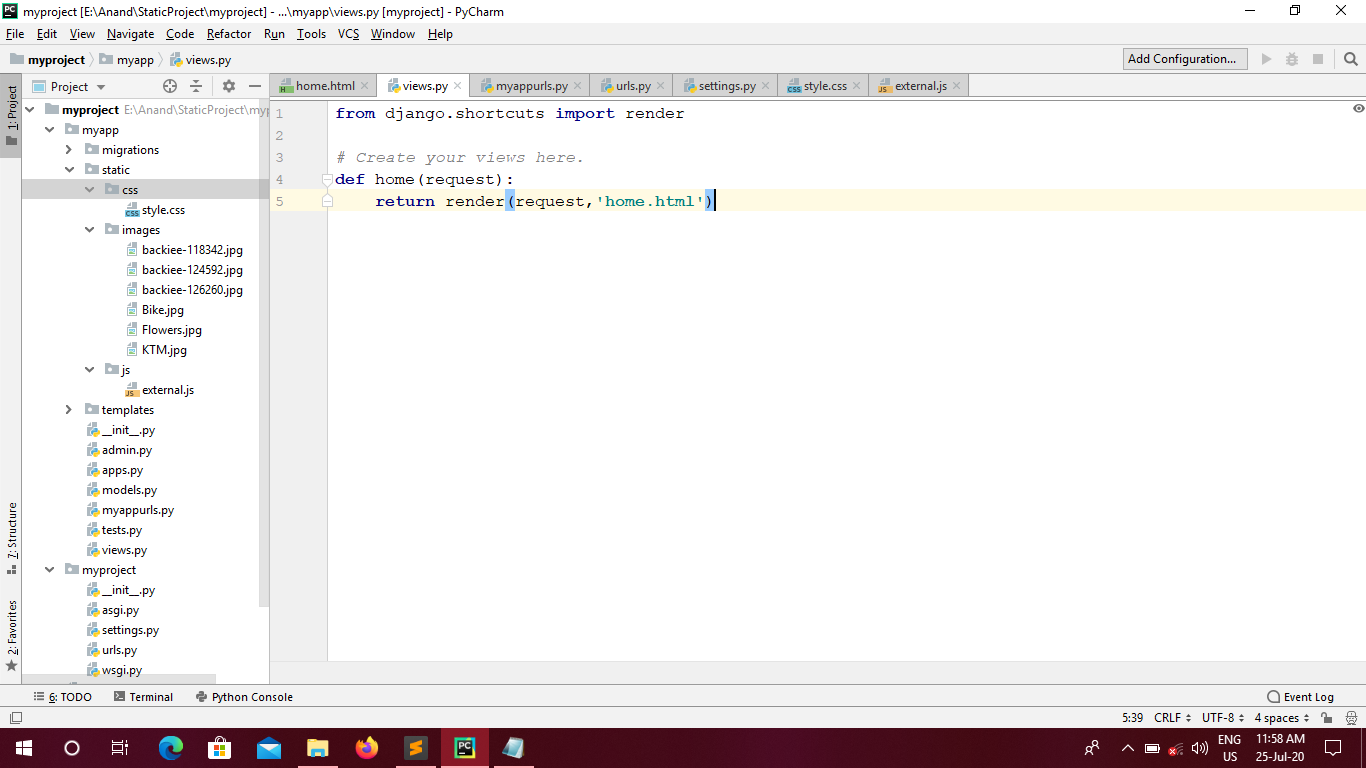 myproject [E:\Anand\StaticProject\myproject] - ...\myapp\views.py [myproject] - PyCharm
File Edit View Navigate Code Refactor Run Tools VCS Window Help
myproject myapp views.py Add Configuration...
Project
home.html views.py myappurls.py urls.py settings.py style.css external.js
1: Project
7: Structure
2: Favorites
myproject E:\Anand\StaticProject\my
myapp
migrations
static
css
style.css
images
backiee-118342.jpg
backiee-124592.jpg
backiee-126260.jpg
Bike.jpg
Flowers.jpg
KTM.jpg
js
external.js
templates
__init__.py
admin.py
apps.py
models.py
myappurls.py
tests.py
views.py
myproject
__init__.py
asgi.py
settings.py
urls.py
wsgi.py
1 from django.shortcuts import render
2
3 # Create your views here.
4 def home(request):
5 return render(request,'home.html')
6: TODO Terminal Python Console Event Log
5:39 CRLF UTF-8 4 spaces
ENG 11:58 AM
US 25-Jul-20